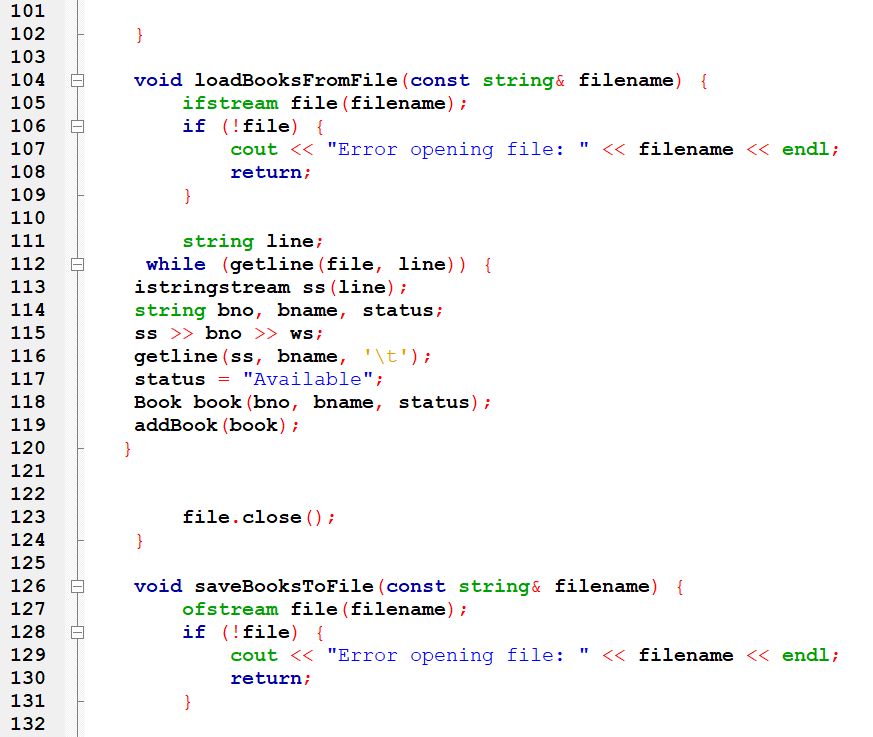 101
102 }
103
104 void loadBooksFromFile(const string& filename) {
105 ifstream file(filename);
106 if (!file) {
107 cout << "Error opening file: " << filename << endl;
108 return;
109 }
110
111 string line;
112 while (getline(file, line)) {
113 istringstream ss(line);
114 string bno, bname, status;
115 ss >> bno >> ws;
116 getline(ss, bname, '\t');
117 status = "Available";
118 Book book(bno, bname, status);
119 addBook(book);
120 }
121
122
123 file.close();
124 }
125
126 void saveBooksToFile(const string& filename) {
127 ofstream file(filename);
128 if (!file) {
129 cout << "Error opening file: " << filename << endl;
130 return;
131 }
132